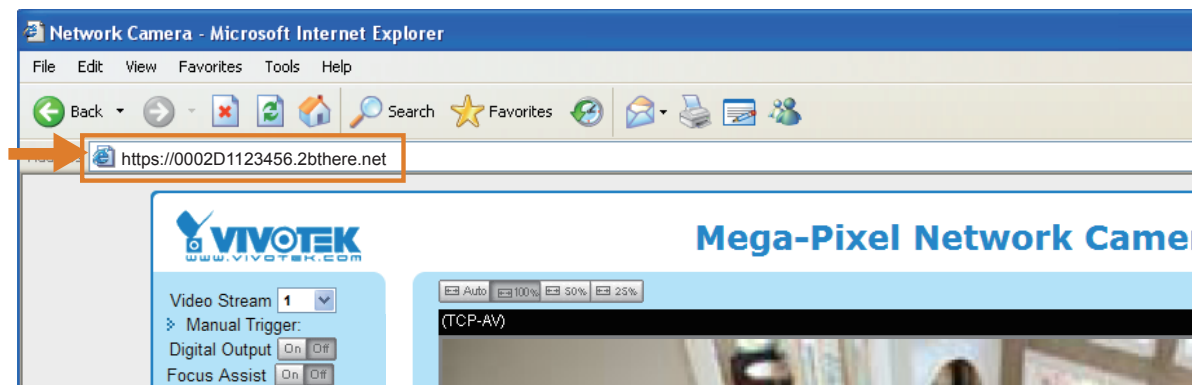 Network Camera - Microsoft Internet Explorer
File Edit View Favorites Tools Help
Back Search Favorites
https://0002D1123456.2bthere.net
VIVOTEK
www.vivotek.com
Mega-Pixel Network Came
Video Stream 1
Auto 100% 50% 25%
Manual Trigger:
(TCP-AV)
Digital Output On Off
Focus Assist On Off